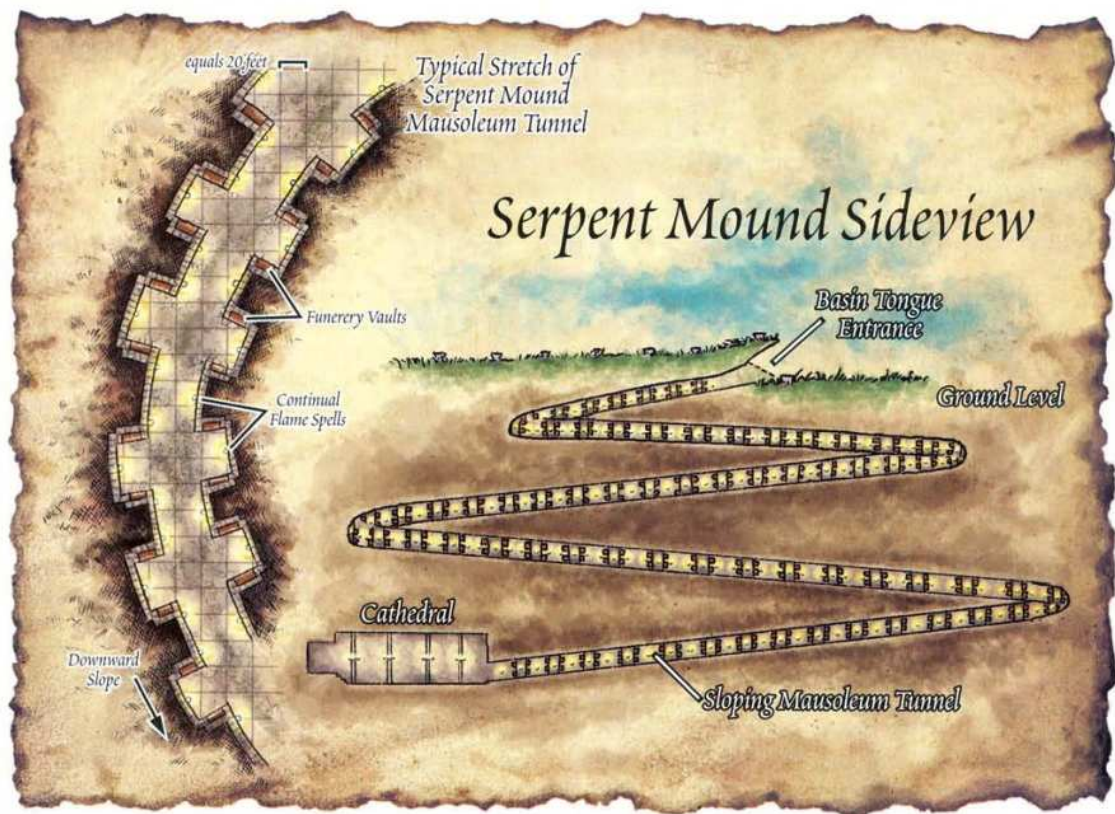 equals 20 feet
Typical Stretch of
Serpent Mound
Mausoleum Tunnel
Serpent Mound Sideview
Basin Tongue
Entrance
Funerery Vaults
Ground Level
Continual
Flame Spells
Cathedral
Downward
Slope
Sloping Mausoleum Tunnel